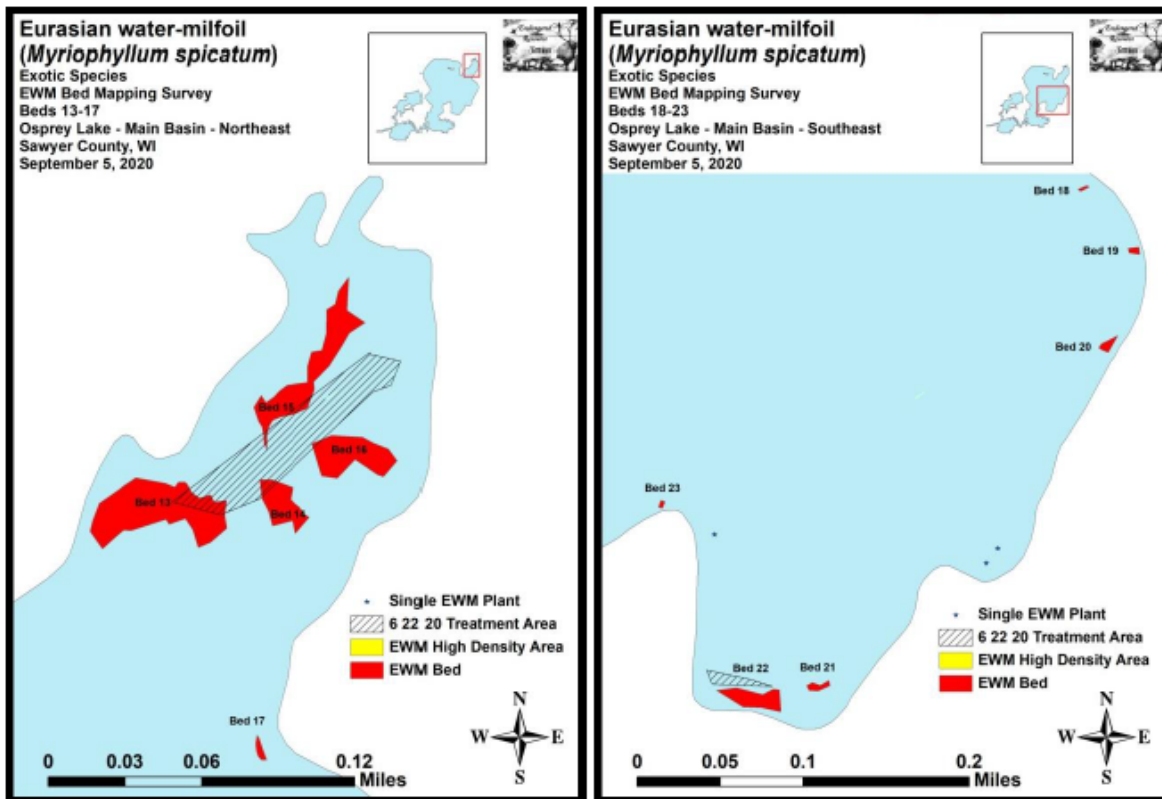 Eurasian water-milfoil
(Myriophyllum spicatum)
Exotic Species
EWM Bed Mapping Survey
Beds 13-17
Osprey Lake - Main Basin - Northeast
Sawyer County, WI
September 5, 2020
Endangered
Resource
Services
Bed 15
Bed 16
Bed 13
Bed 14
Single EWM Plant
6 22 20 Treatment Area
EWM High Density Area
EWM Bed
Bed 17
N
W
E
S
0
0.03
0.06
0.12
Miles
Eurasian water-milfoil
(Myriophyllum spicatum)
Exotic Species
EWM Bed Mapping Survey
Beds 18-23
Osprey Lake - Main Basin - Southeast
Sawyer County, WI
September 5, 2020
Endangered
Resource
Services
Bed 18
Bed 19
Bed 20
Bed 23
Single EWM Plant
6 22 20 Treatment Area
EWM High Density Area
EWM Bed
Bed 22
Bed 21
N
W
E
S
0
0.05
0.1
0.2
Miles